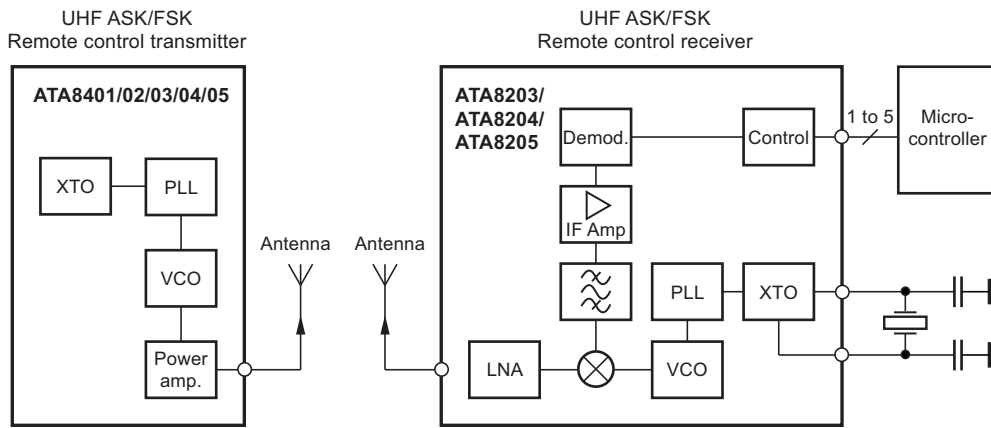 UHF ASK/FSK
Remote control transmitter
ATA8401/02/03/04/05
XTO
PLL
VCO
Power
amp.
Antenna
Antenna
UHF ASK/FSK
Remote control receiver
ATA8203/
ATA8204/
ATA8205
Demod.
Control
1 to 5
Micro-
controller
IF Amp
PLL
XTO
LNA
VCO